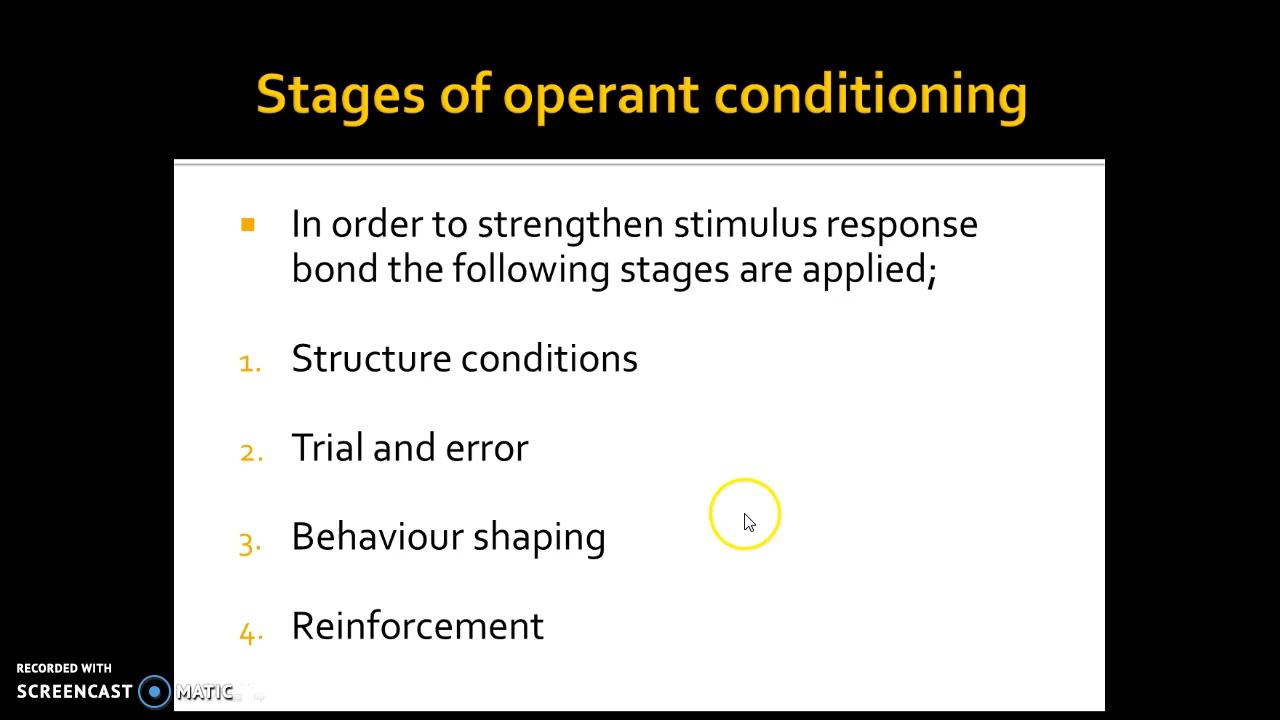 Stages of operant conditioning
In order to strengthen stimulus response
bond the following stages are applied;
1. Structure conditions
2. Trial and error
3. Behaviour shaping
4. Reinforcement
RECORDED WITH
SCREENCAST MATIC